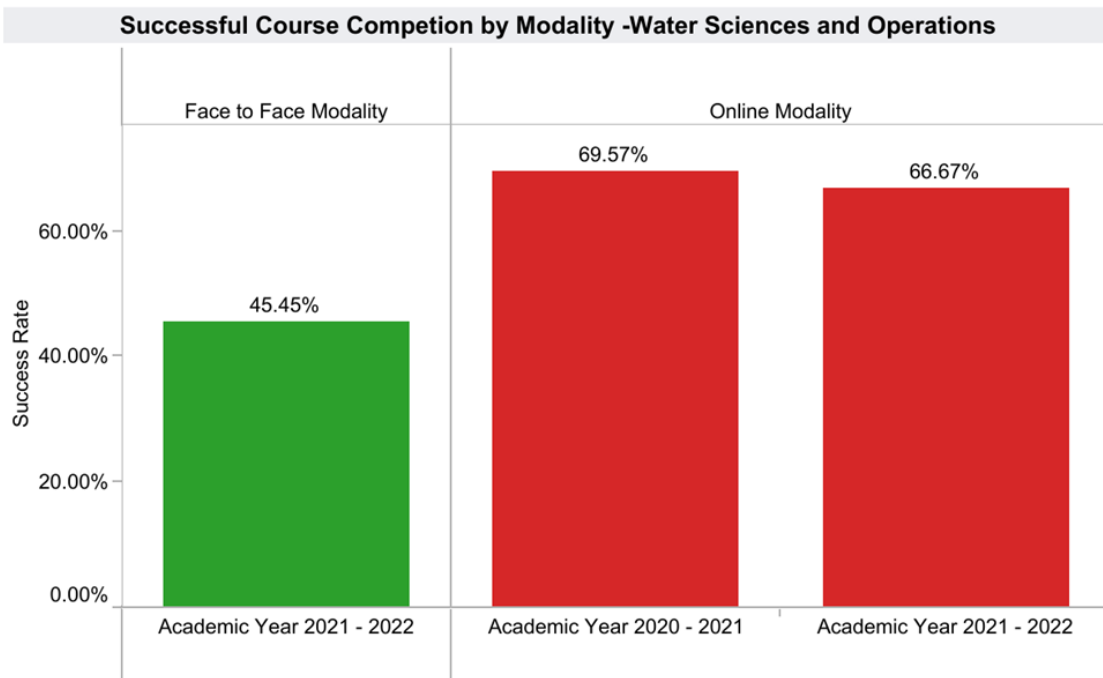 Successful Course Competion by Modality -Water Sciences and Operations
Face to Face Modality
Online Modality
69.57%
66.67%
60.00%
45.45%
Success Rate
40.00%
20.00%
0.00%
Academic Year 2021 - 2022
Academic Year 2020 - 2021
Academic Year 2021 - 2022